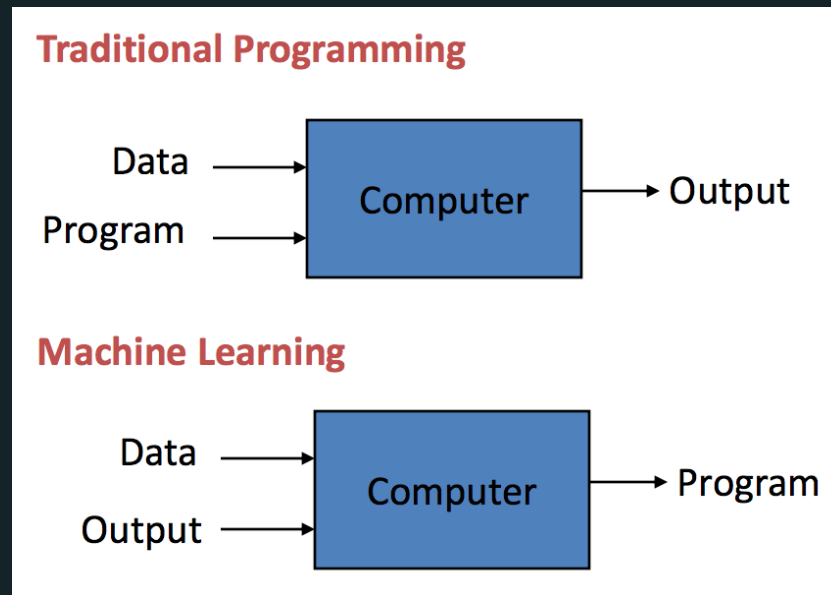 Traditional Programming
Data
Program
Computer
Output
Machine Learning
Data
Output
Computer
Program